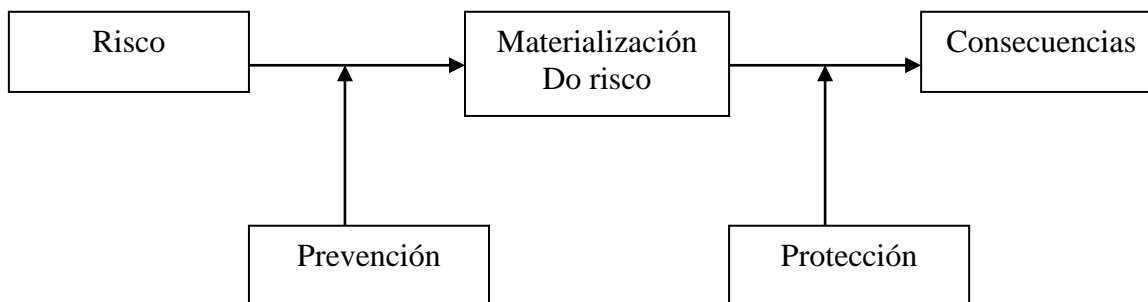 Risco
Materialización
Do risco
Consecuencias
Prevención
Protección